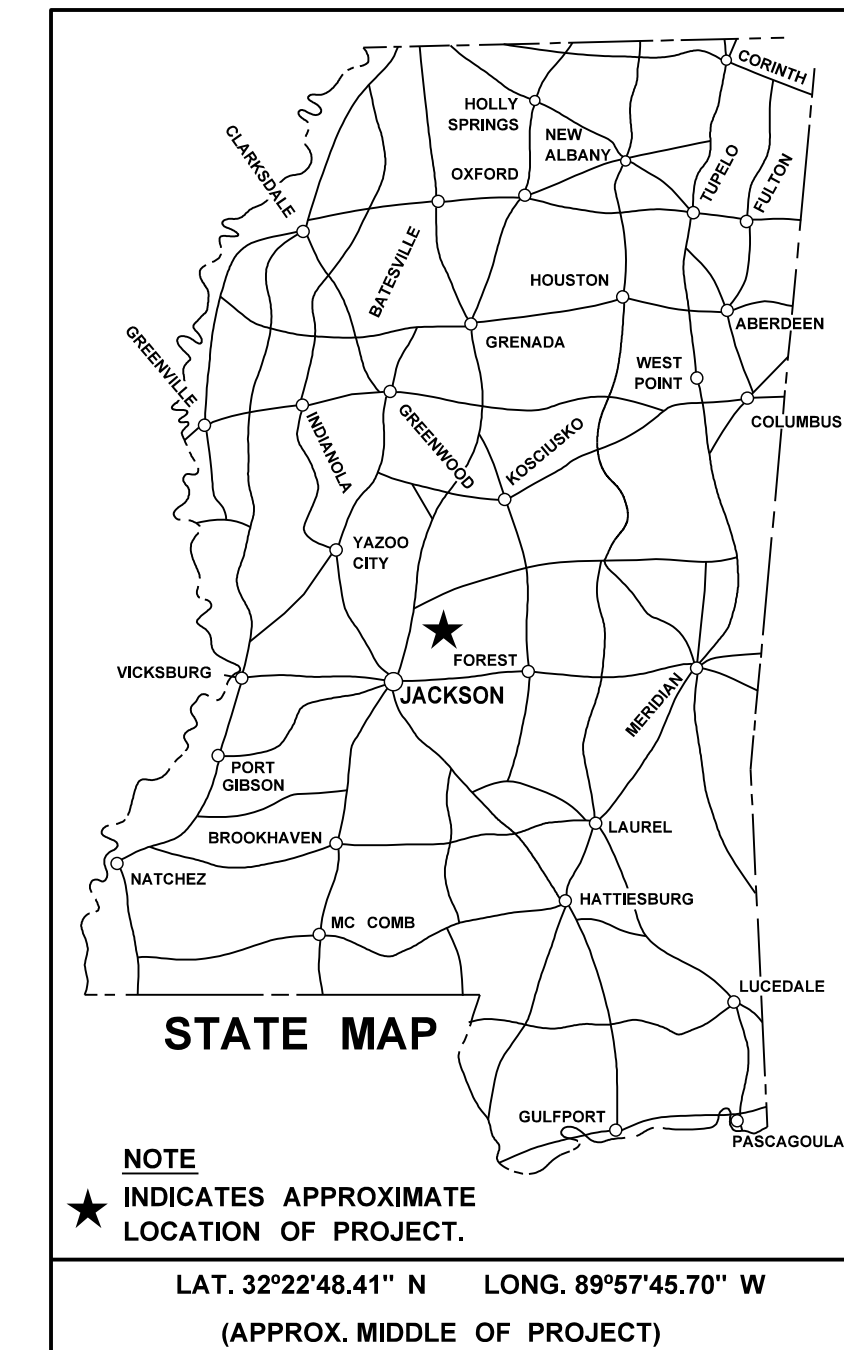 CORINTH
HOLLY
SPRINGS
NEW
ALBANY
CLARKSDALE
OXFORD
TUPELO
FULTON
BATESVILLE
HOUSTON
GREENVILLE
GRENADA
ABERDEEN
WEST
POINT
INDIANOLA
GREENWOOD
KOSCIUSKO
COLUMBUS
YAZOO
CITY
VICKSBURG
FOREST
JACKSON
MERIDIAN
PORT
GIBSON
BROOKHAVEN
LAUREL
NATCHEZ
HATTIESBURG
MC COMB
LUCEDALE
STATE MAP
GULFPORT
PASCAGOULA
NOTE
INDICATES APPROXIMATE
LOCATION OF PROJECT.
LAT. 32º22'48.41" N LONG. 89º57'45.70" W
(APPROX. MIDDLE OF PROJECT)